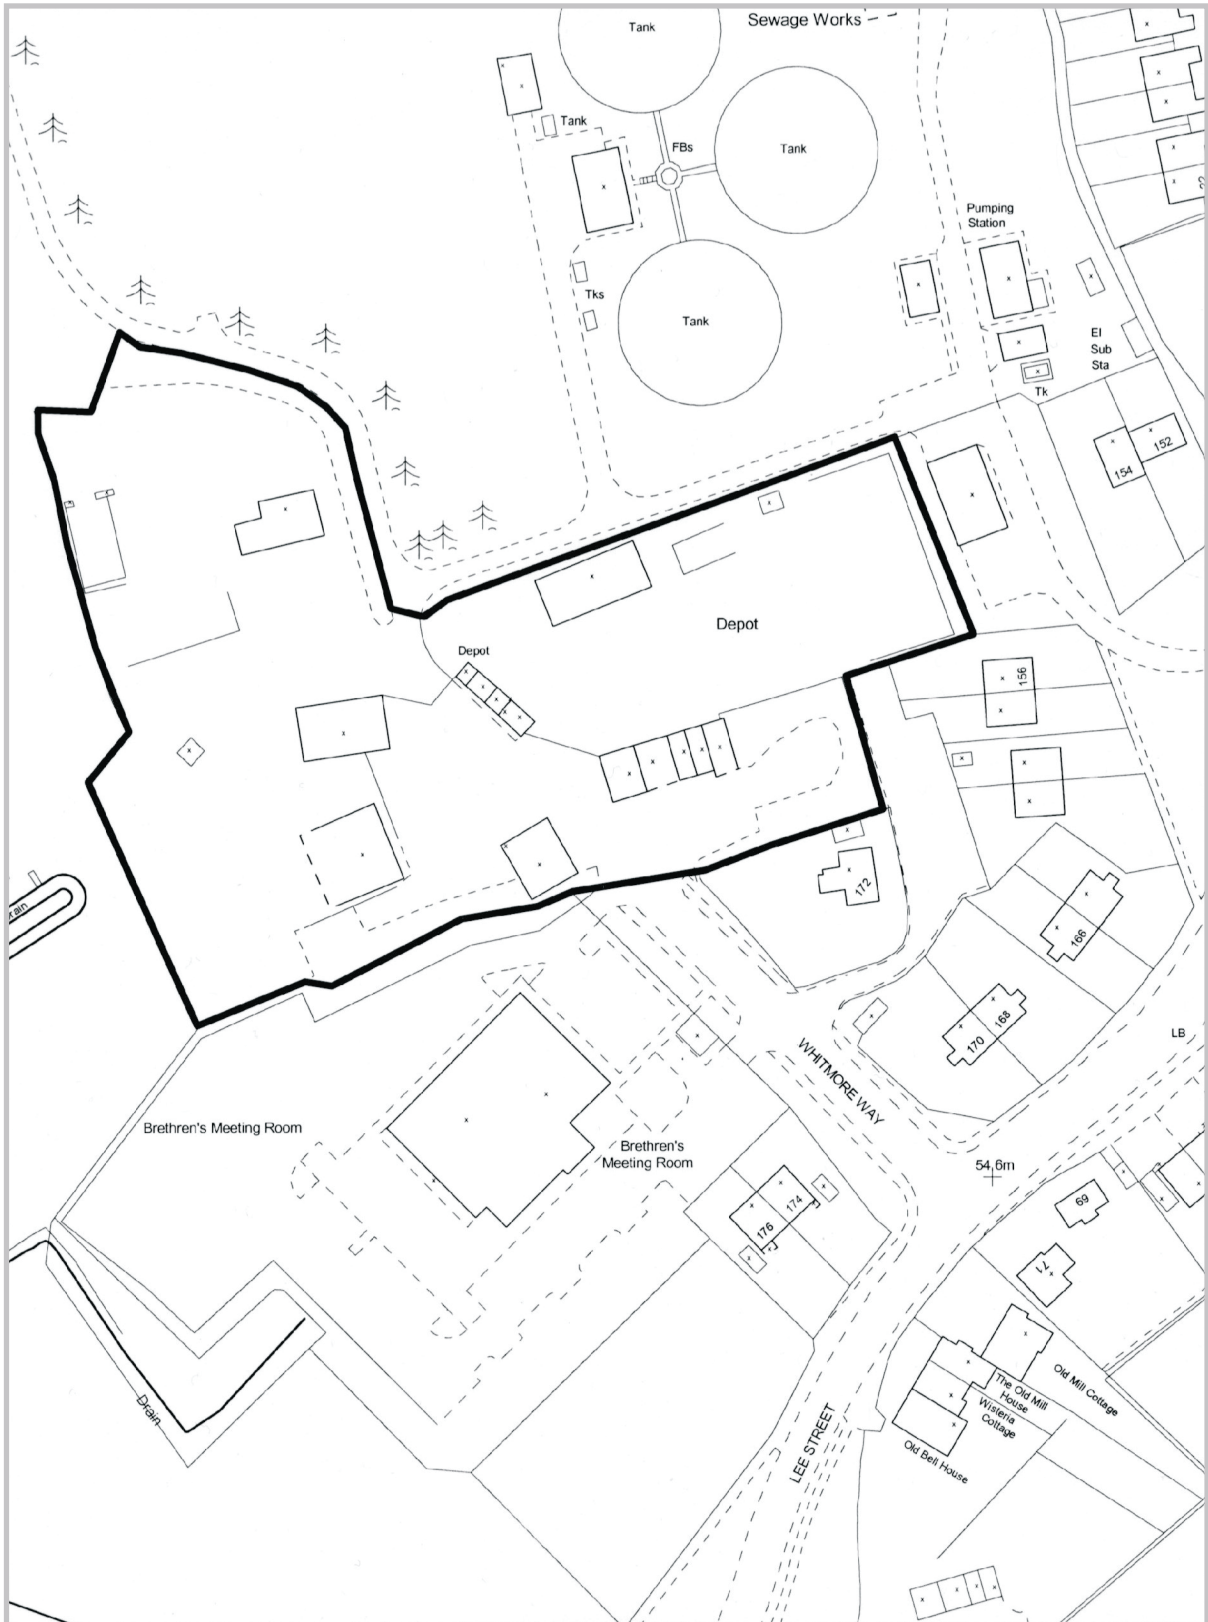 Tank
Sewage Works
Tank
FBs
Tank
Pumping
Station
Tks
Tank
El
Sub
Sta
Tk
152
154
Depot
Depot
156
172
166
168
170
WHITMORE WAY
LB
Brethren's Meeting Room
Brethren's
Meeting Room
54.6m
69
174
176
71
Drain
Old Mill Cottage
The Old Mill
House
Wisteria
Cottage
Old Bell House
LEE STREET